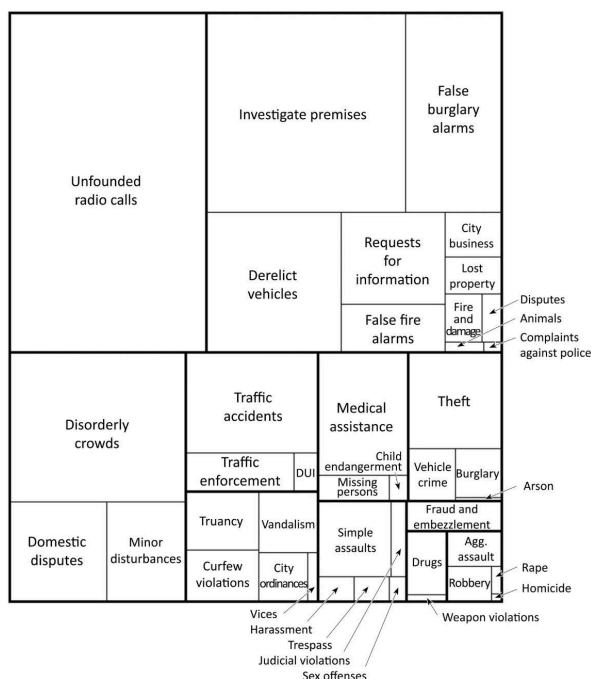 Unfounded
radio calls
Investigate premises
False
burglary
alarms
Derelict
vehicles
Requests
for
information
False fire
alarms
City
business
Lost
property
Fire
and
damage
Disputes
Animals
Complaints
against police
Disorderly
crowds
Domestic
disputes
Minor
disturbances
Traffic
accidents
Traffic
enforcement
DUI
Medical
assistance
Child
endangerment
Missing
persons
Theft
Vehicle
crime
Burglary
Arson
Truancy
Vandalism
Curfew
violations
City
ordinances
Simple
assaults
Fraud and
embezzlement
Drugs
Agg.
assault
Robbery
Rape
Homicide
Weapon violations
Vices
Harassment
Trespass
Judicial violations
Sex offenses